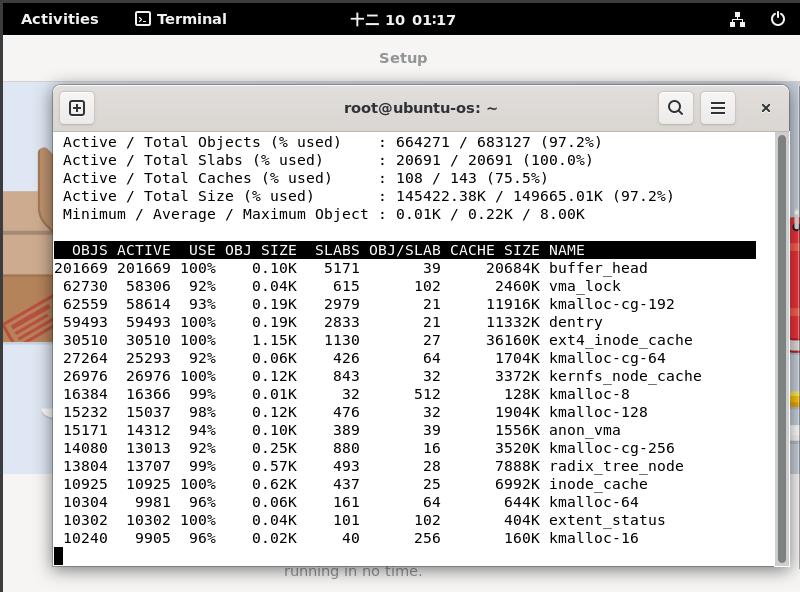 Activities Terminal 十二 10 01:17
Setup
root@ubuntu-os: ~
Active / Total Objects (% used)    : 664271 / 683127 (97.2%)
Active / Total Slabs (% used)      : 20691 / 20691 (100.0%)
Active / Total Caches (% used)     : 108 / 143 (75.5%)
Active / Total Size (% used)       : 145422.38K / 149665.01K (97.2%)
Minimum / Average / Maximum Object : 0.01K / 0.22K / 8.00K
OBJS ACTIVE  USE OBJ SIZE  SLABS OBJ/SLAB CACHE SIZE NAME
201669 201669 100%    0.10K   5171       39     20684K buffer_head
62730  58306  92%    0.04K    615      102      2460K vma_lock
62559  58614  93%    0.19K   2979       21     11916K kmalloc-cg-192
59493  59493 100%    0.19K   2833       21     11332K dentry
30510  30510 100%    1.15K   1130       27     36160K ext4_inode_cache
27264  25293  92%    0.06K    426       64      1704K kmalloc-cg-64
26976  26976 100%    0.12K    843       32      3372K kernfs_node_cache
16384  16366  99%    0.01K     32      512       128K kmalloc-8
15232  15037  98%    0.12K    476       32      1904K kmalloc-128
15171  14312  94%    0.10K    389       39      1556K anon_vma
14080  13013  92%    0.25K    880       16      3520K kmalloc-cg-256
13804  13707  99%    0.57K    493       28      7888K radix_tree_node
10925  10925 100%    0.62K    437       25      6992K inode_cache
10304   9981  96%    0.06K    161       64       644K kmalloc-64
10302  10302 100%    0.04K    101      102       404K extent_status
10240   9905  96%    0.02K     40      256       160K kmalloc-16
running in no time.